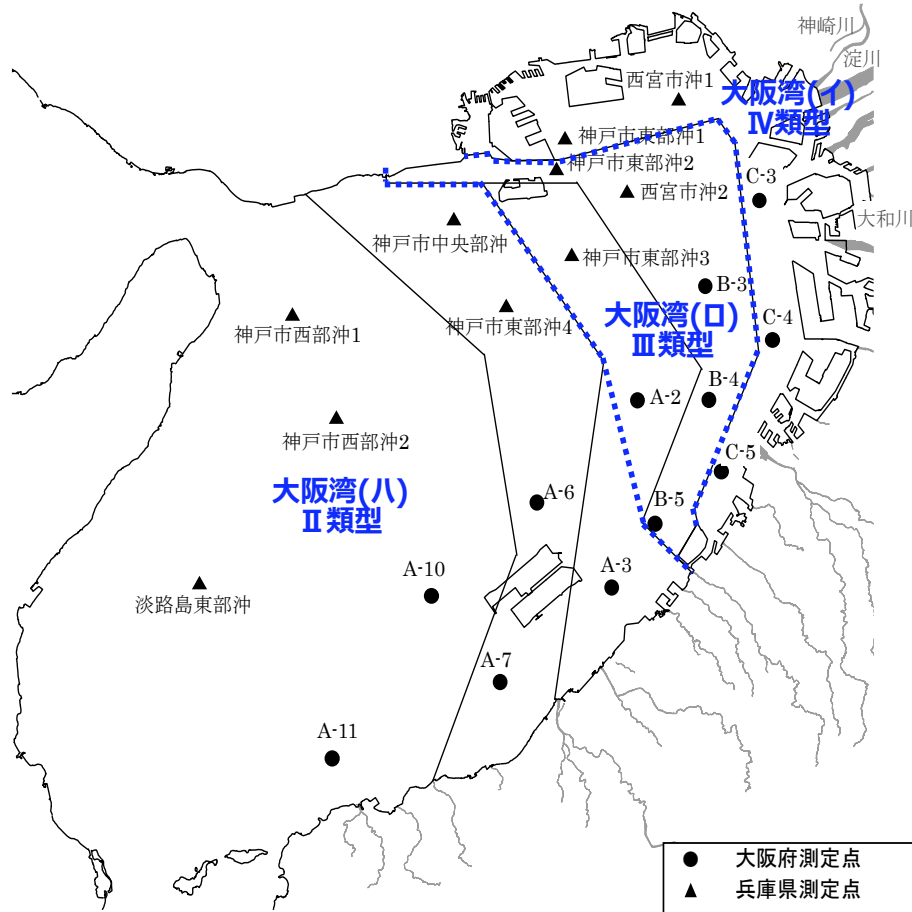 神崎川
淀川
西宮市沖1
大阪湾(イ)
Ⅳ類型
神戸市東部沖1
神戸市東部沖2
C-3
西宮市沖2
大和川
神戸市中央部沖
神戸市東部沖3
B-3
神戸市西部沖1
神戸市東部沖4
大阪湾(ロ)
Ⅲ類型
C-4
A-2
B-4
神戸市西部沖2
C-5
大阪湾(ハ)
Ⅱ類型
A-6
B-5
A-10
A-3
淡路島東部沖
A-7
A-11
大阪府測定点
兵庫県測定点